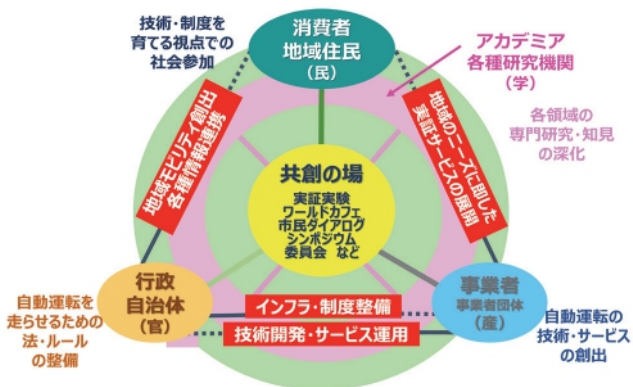 技術・制度を
育てる視点での
社会参加
消費者
地域住民
（民）
アカデミア
各種研究機関
（学）
各領域の
専門研究・知見
の深化
地域モビリティ創出
各種情報連携
地域のニーズに即した
実証サービスの展開
共創の場
実証実験
ワールドカフェ
市民ダイアログ
シンポジウム
委員会 など
行政
自治体
（官）
自動運転を
走らせるための
法・ルール
の整備
インフラ・制度整備
技術開発・サービス運用
事業者
事業者団体
（産）
自動運転の
技術・サービス
の創出